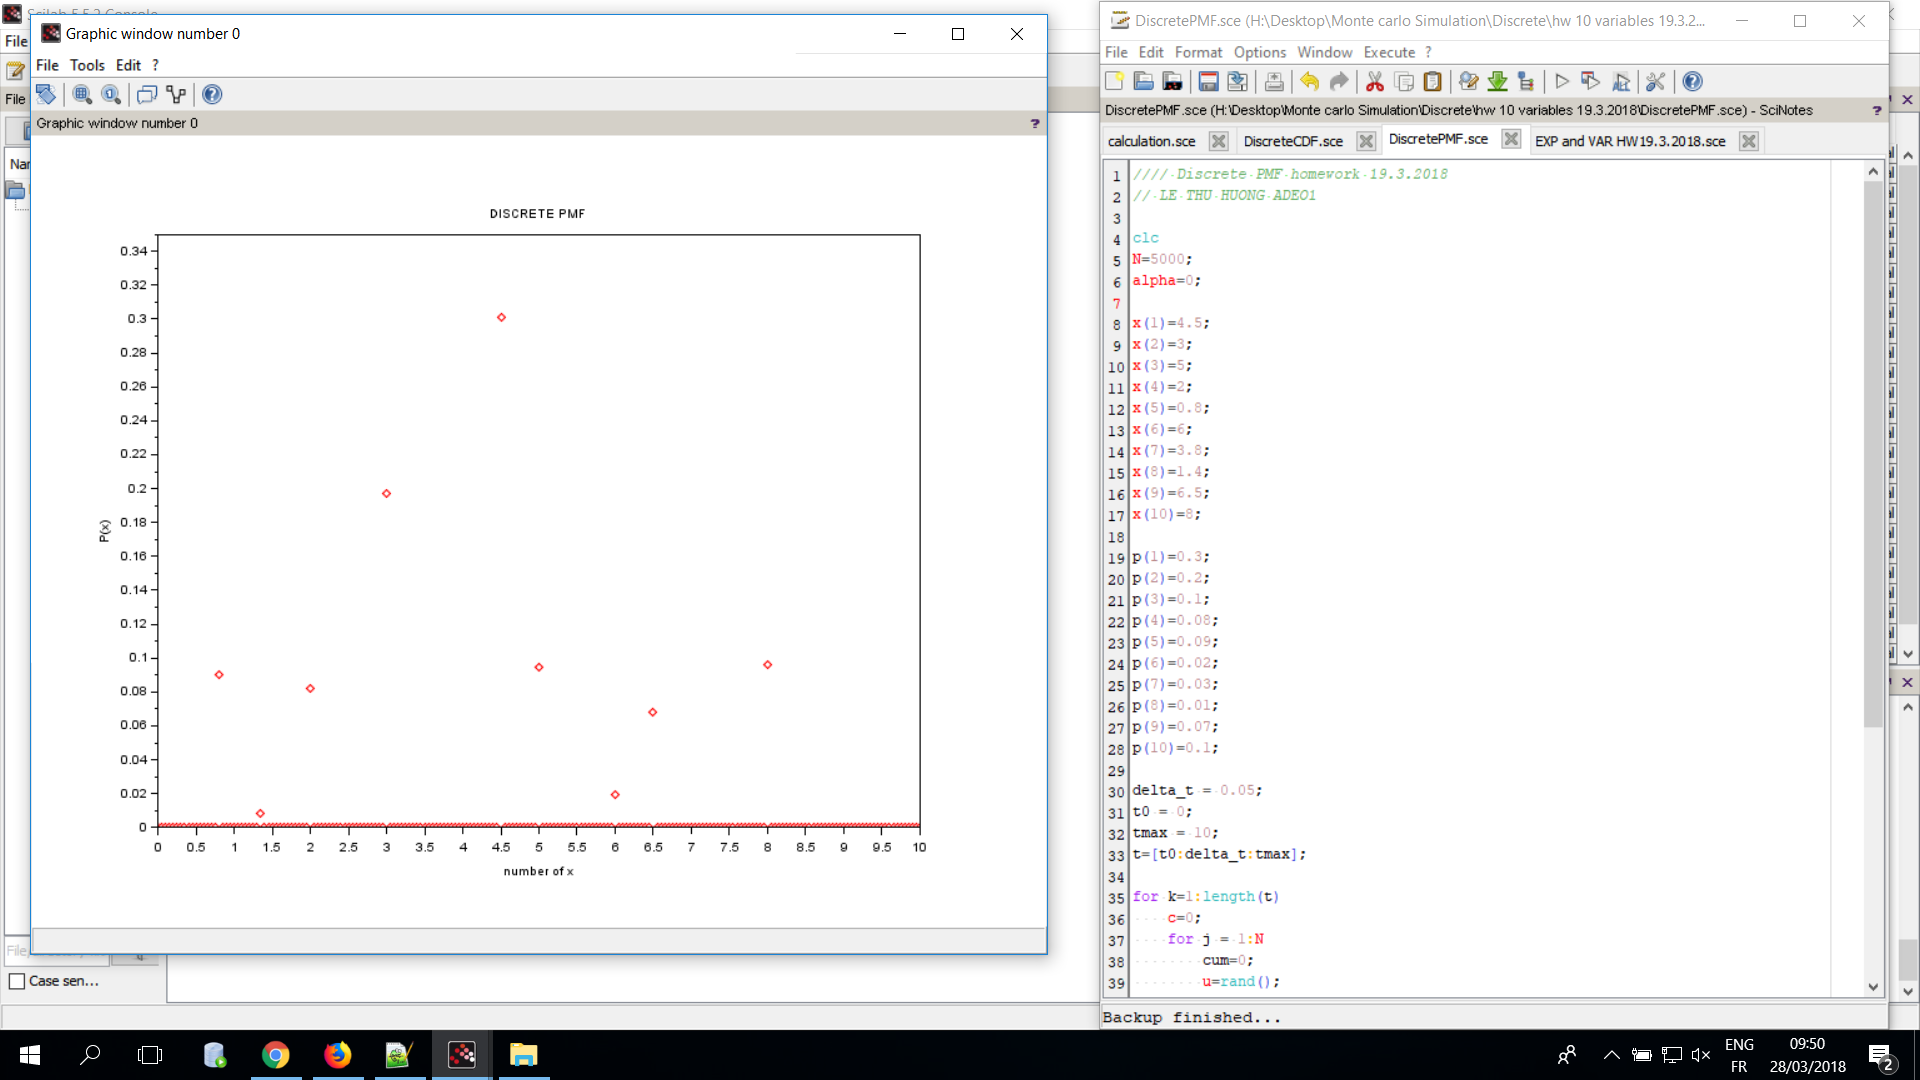 Scilab 5.5.2 Console
Graphic window number 0
File Tools Edit ?
Graphic window number 0
?
DISCRETE PMF
0.34
0.32
0.3
0.28
0.26
0.24
0.22
0.2
0.18
0.16
0.14
0.12
0.1
0.08
0.06
0.04
0.02
0
P(x)
0 0.5 1 1.5 2 2.5 3 3.5 4 4.5 5 5.5 6 6.5 7 7.5 8 8.5 9 9.5 10
number of x
File
File
Case sen...
DiscretePMF.sce (H:\Desktop\Monte carlo Simulation\Discrete\hw 10 variables 19.3.2...
File Edit Format Options Window Execute ?
DiscretePMF.sce (H:\Desktop\Monte carlo Simulation\Discrete\hw 10 variables 19.3.2018\DiscretePMF.sce) - SciNotes
?
calculation.sce DiscreteCDF.sce DiscretePMF.sce EXP and VAR HW19.3.2018.sce
1 //// Discrete PMF homework 19.3.2018
2 // LE THU HUONG ADEO1
3
4 clc
5 N=5000;
6 alpha=0;
7
8 x(1)=4.5;
9 x(2)=3;
10 x(3)=5;
11 x(4)=2;
12 x(5)=0.8;
13 x(6)=6;
14 x(7)=3.8;
15 x(8)=1.4;
16 x(9)=6.5;
17 x(10)=8;
18
19 p(1)=0.3;
20 p(2)=0.2;
21 p(3)=0.1;
22 p(4)=0.08;
23 p(5)=0.09;
24 p(6)=0.02;
25 p(7)=0.03;
26 p(8)=0.01;
27 p(9)=0.07;
28 p(10)=0.1;
29
30 delta_t = 0.05;
31 t0 = 0;
32 tmax = 10;
33 t=[t0:delta_t:tmax];
34
35 for k=1:length(t)
36 c=0;
37 for j = 1:N
38 cum=0;
39 u=rand();
Backup finished...
ENG
FR
09:50
28/03/2018
2